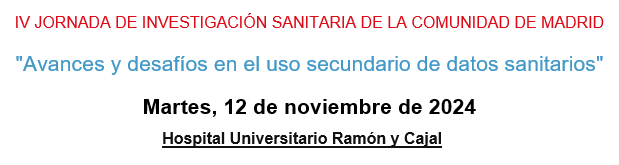 IV JORNADA DE INVESTIGACIÓN SANITARIA DE LA COMUNIDAD DE MADRID
"Avances y desafíos en el uso secundario de datos sanitarios"
Martes, 12 de noviembre de 2024
Hospital Universitario Ramón y Cajal